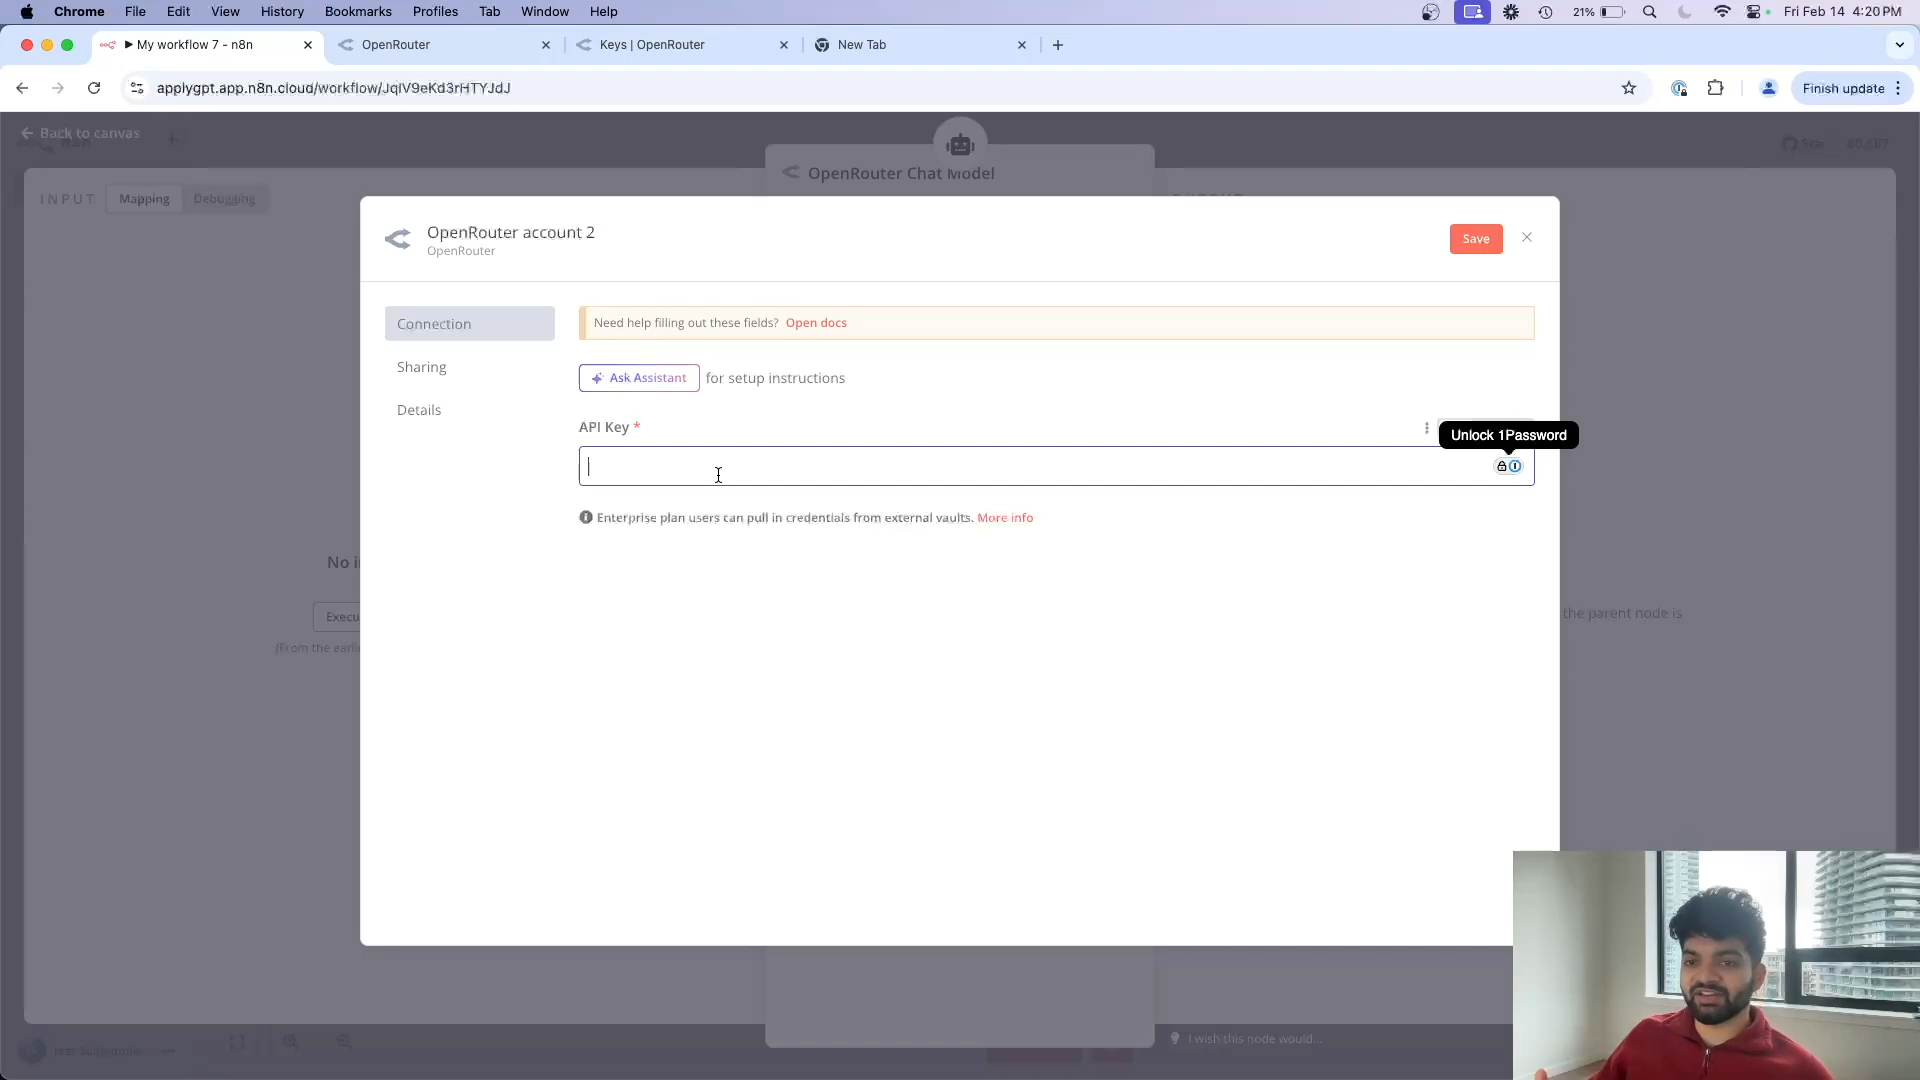 Chrome File Edit View History Bookmarks Profiles Tab Window Help 21% Fri Feb 14 4:20 PM
My workflow 7 - n8n OpenRouter Keys | OpenRouter New Tab
applygpt.app.n8n.cloud/workflow/JqlV9eKd3rHTYJdJ Finish update
Back to canvas
OpenRouter Chat Model
INPUT Mapping Debugging
OpenRouter account 2
OpenRouter
Save
Connection
Sharing
Details
Need help filling out these fields? Open docs
Ask Assistant for setup instructions
API Key *
Unlock 1Password
Enterprise plan users can pull in credentials from external vaults. More info
No i
Execu
(From the earli
the parent node is
I wish this node would...